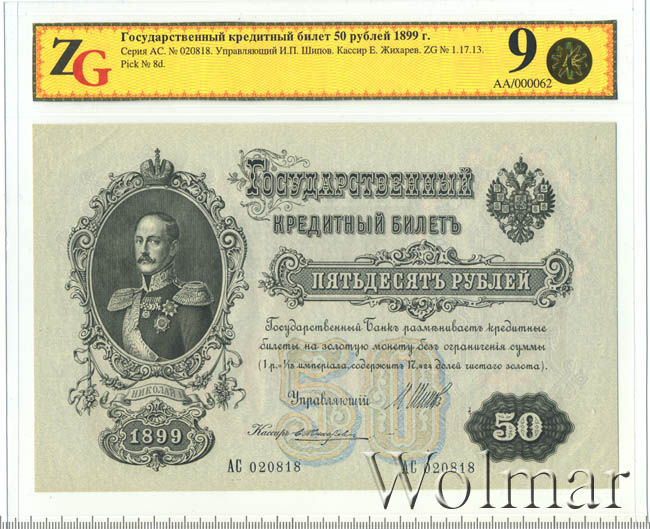 ZG
Государственный кредитный билет 50 рублей 1899 г.
Серия АС. № 020818. Управляющий И.П. Шипов. Кассир Е. Жихарев. ZG № 1.17.13.
Pick № 8d.
9
АА/000062
Государственный
кредитный билетъ
пятьдесятъ рублей
Государственный Банкъ размѣниваетъ кредитные
билеты на золотую монету безъ ограниченія суммы
(1 р.= 1/15 имперіала, содержитъ 17,424 долей чистаго золота).
Управляющій
Кассиръ
НИКОЛАЙ I
1899
50
50
АС 020818
АС 020818
Wolmar